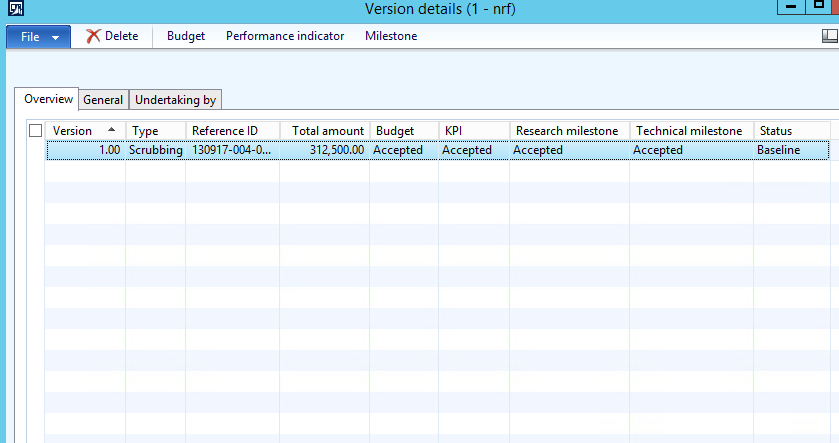 Version details (1 - nrf)
File Delete Budget Performance indicator Milestone
Overview General Undertaking by
Version Type Reference ID Total amount Budget KPI Research milestone Technical milestone Status
1.00 Scrubbing 130917-004-0... 312,500.00 Accepted Accepted Accepted Accepted Baseline